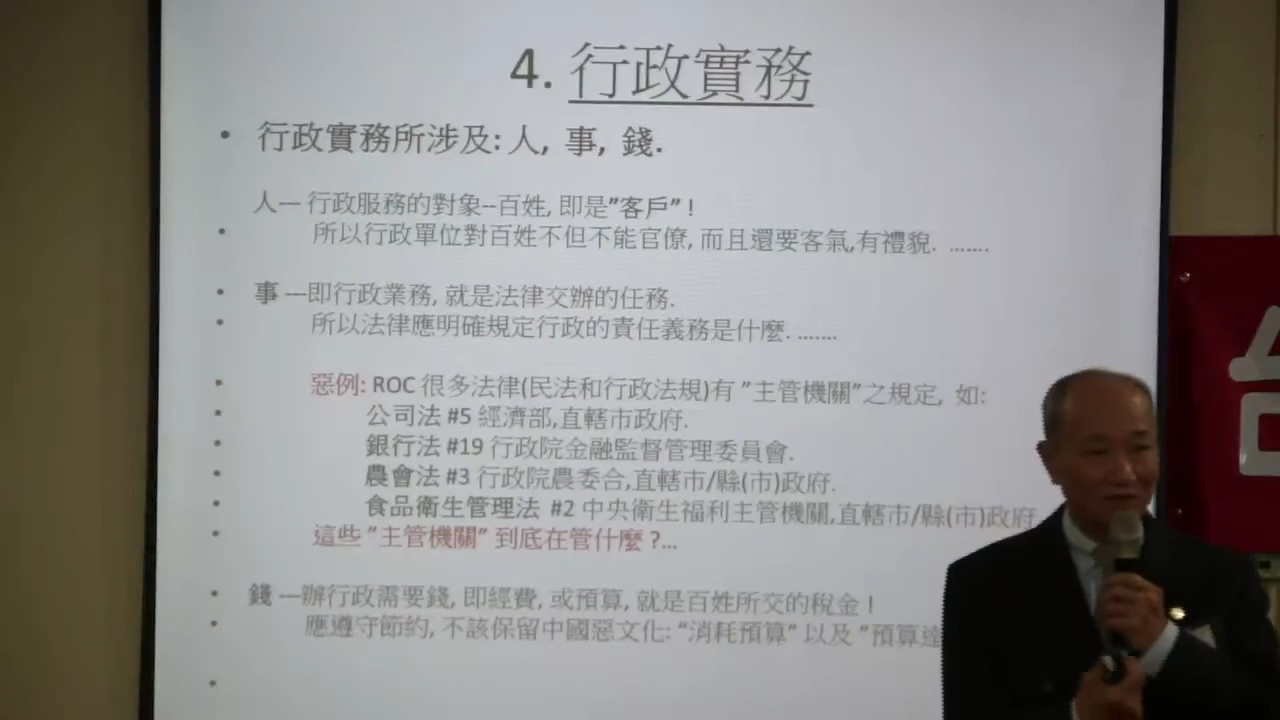 4. 行政實務
• 行政實務所涉及: 人, 事, 錢.
人— 行政服務的對象--百姓, 即是"客戶" !
• 所以行政單位對百姓不但不能官僚, 而且還要客氣,有禮貌. .......
• 事 —即行政業務, 就是法律交辦的任務.
• 所以法律應明確規定行政的責任義務是什麼. .......
• 惡例: ROC 很多法律(民法和行政法規)有 "主管機關"之規定, 如:
• 公司法 #5 經濟部,直轄市政府.
• 銀行法 #19 行政院金融監督管理委員會.
• 農會法 #3 行政院農委合,直轄市/縣(市)政府.
• 食品衛生管理法 #2 中央衛生福利主管機關,直轄市/縣(市)政府
• 這些 "主管機關" 到底在管什麼 ?...
• 錢 —辦行政需要錢, 即經費, 或預算, 就是百姓所交的稅金 !
• 應遵守節約, 不該保留中國惡文化: "消耗預算" 以及 "預算達
•
台